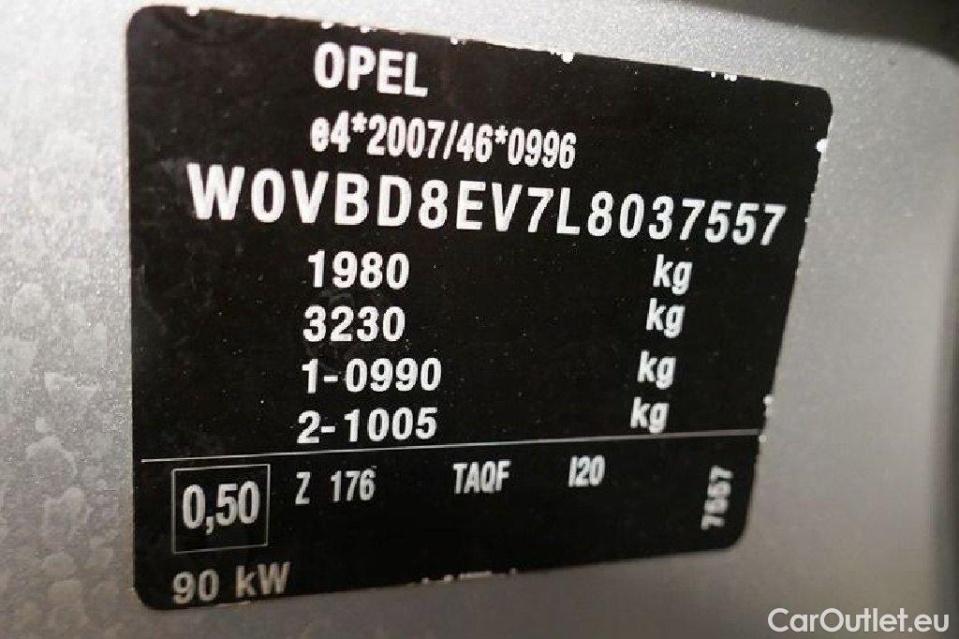 OPEL
e4*2007/46*0996
W0VBD8EV7L8037557
1980 kg
3230 kg
1-0990 kg
2-1005 kg
0,50 Z 176 TAQF I20 7557
90 kW
CarOutlet.eu